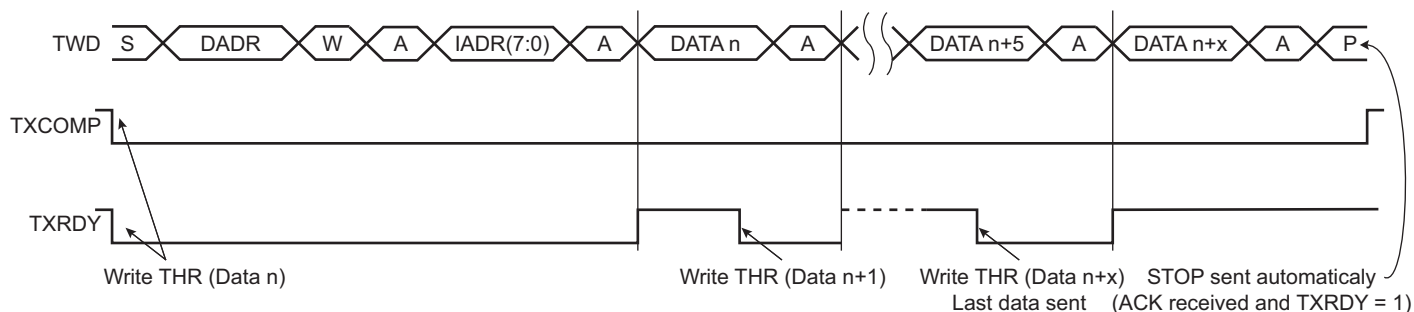 TWD S DADR W A IADR(7:0) A DATA n A DATA n+5 A DATA n+x A P
TXCOMP
TXRDY
Write THR (Data n) Write THR (Data n+1) Write THR (Data n+x) STOP sent automaticaly
Last data sent (ACK received and TXRDY = 1)